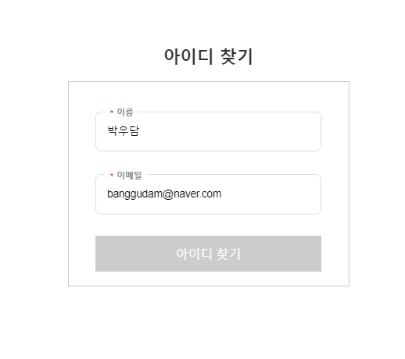 아이디 찾기
* 이름
박우담
* 이메일
banggudam@naver.com
아이디 찾기